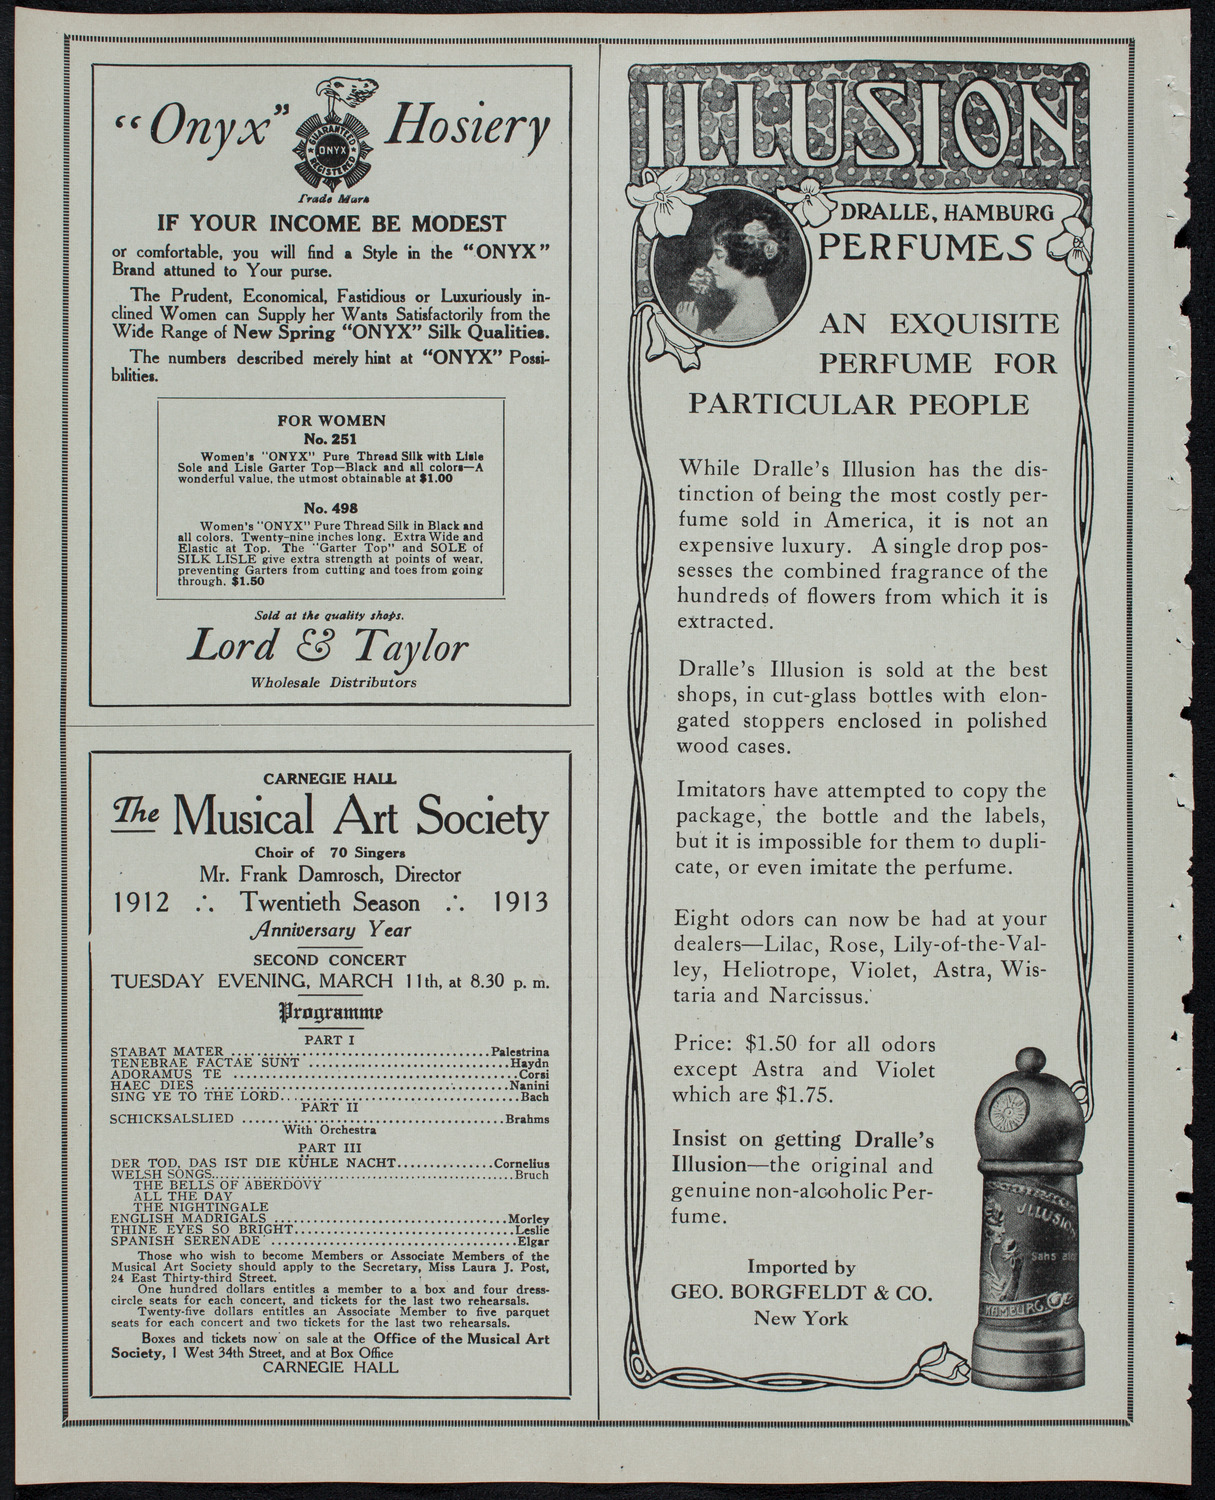 "Onyx" Hosiery
GUARANTEED
ONYX
REGISTERED
Trade Mark
IF YOUR INCOME BE MODEST
or comfortable, you will find a Style in the "ONYX"
Brand attuned to Your purse.
The Prudent, Economical, Fastidious or Luxuriously in-
clined Women can Supply her Wants Satisfactorily from the
Wide Range of New Spring "ONYX" Silk Qualities.
The numbers described merely hint at "ONYX" Possi-
bilities.
FOR WOMEN
No. 251
Women's "ONYX" Pure Thread Silk with Lisle
Sole and Lisle Garter Top—Black and all colors—A
wonderful value, the utmost obtainable at $1.00
No. 498
Women's "ONYX" Pure Thread Silk in Black and
all colors. Twenty-nine inches long. Extra Wide and
Elastic at Top. The "Garter Top" and SOLE of
SILK LISLE give extra strength at points of wear,
preventing Garters from cutting and toes from going
through. $1.50
Sold at the quality shops.
Lord & Taylor
Wholesale Distributors
CARNEGIE HALL
The Musical Art Society
Choir of 70 Singers
Mr. Frank Damrosch, Director
1912 ∴ Twentieth Season ∴ 1913
Anniversary Year
SECOND CONCERT
TUESDAY EVENING, MARCH 11th, at 8.30 p. m.
Programme
PART I
STABAT MATER ........ Palestrina
TENEBRAE FACTAE SUNT ........ Haydn
ADORAMUS TE ........ Corsi
HAEC DIES ........ Nanini
SING YE TO THE LORD ........ Bach
PART II
SCHICKSALSLIED ........ Brahms
With Orchestra
PART III
DER TOD, DAS IST DIE KÜHLE NACHT ........ Cornelius
WELSH SONGS ........ Bruch
THE BELLS OF ABERDOVY
ALL THE DAY
THE NIGHTINGALE
ENGLISH MADRIGALS ........ Morley
THINE EYES SO BRIGHT ........ Leslie
SPANISH SERENADE ........ Elgar
Those who wish to become Members or Associate Members of the
Musical Art Society should apply to the Secretary, Miss Laura J. Post,
24 East Thirty-third Street.
One hundred dollars entitles a member to a box and four dress-
circle seats for each concert, and tickets for the last two rehearsals.
Twenty-five dollars entitles an Associate Member to five parquet
seats for each concert and two tickets for the last two rehearsals.
Boxes and tickets now on sale at the Office of the Musical Art
Society, 1 West 34th Street, and at Box Office
CARNEGIE HALL
ILLUSION
DRALLE, HAMBURG
PERFUMES
AN EXQUISITE
PERFUME FOR
PARTICULAR PEOPLE
While Dralle's Illusion has the dis-
tinction of being the most costly per-
fume sold in America, it is not an
expensive luxury. A single drop pos-
sesses the combined fragrance of the
hundreds of flowers from which it is
extracted.
Dralle's Illusion is sold at the best
shops, in cut-glass bottles with elon-
gated stoppers enclosed in polished
wood cases.
Imitators have attempted to copy the
package, the bottle and the labels,
but it is impossible for them to dupli-
cate, or even imitate the perfume.
Eight odors can now be had at your
dealers—Lilac, Rose, Lily-of-the-Val-
ley, Heliotrope, Violet, Astra, Wis-
taria and Narcissus.
Price: $1.50 for all odors
except Astra and Violet
which are $1.75.
Insist on getting Dralle's
Illusion—the original and
genuine non-alcoholic Per-
fume.
Imported by
GEO. BORGFELDT & CO.
New York
ILLUSION
HAMBURG